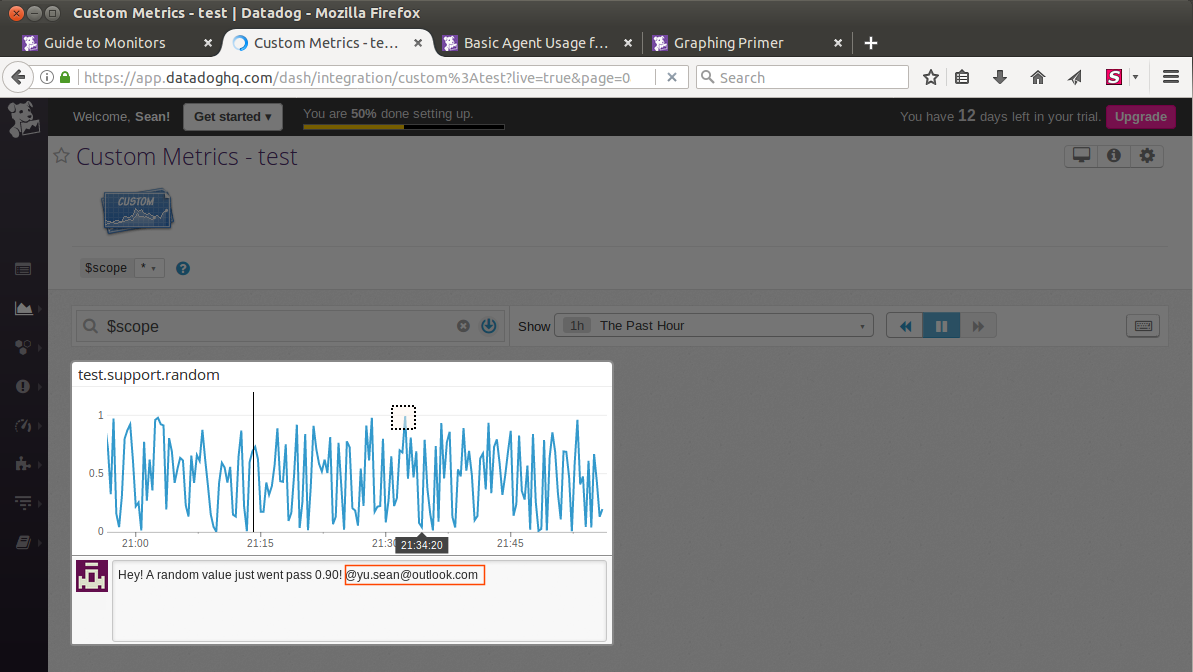 Custom Metrics - test | Datadog - Mozilla Firefox
Guide to Monitors
Custom Metrics - te...
Basic Agent Usage f...
Graphing Primer
https://app.datadoghq.com/dash/integration/custom%3Atest?live=true&page=0
Search
S
Welcome, Sean!
Get started ▾
You are 50% done setting up.
You have 12 days left in your trial.
Upgrade
Custom Metrics - test
CUSTOM
$scope
*
?
$scope
Show
1h
The Past Hour
test.support.random
1
0.5
0
21:00
21:15
21:34:20
21:45
Hey! A random value just went pass 0.90! @yu.sean@outlook.com